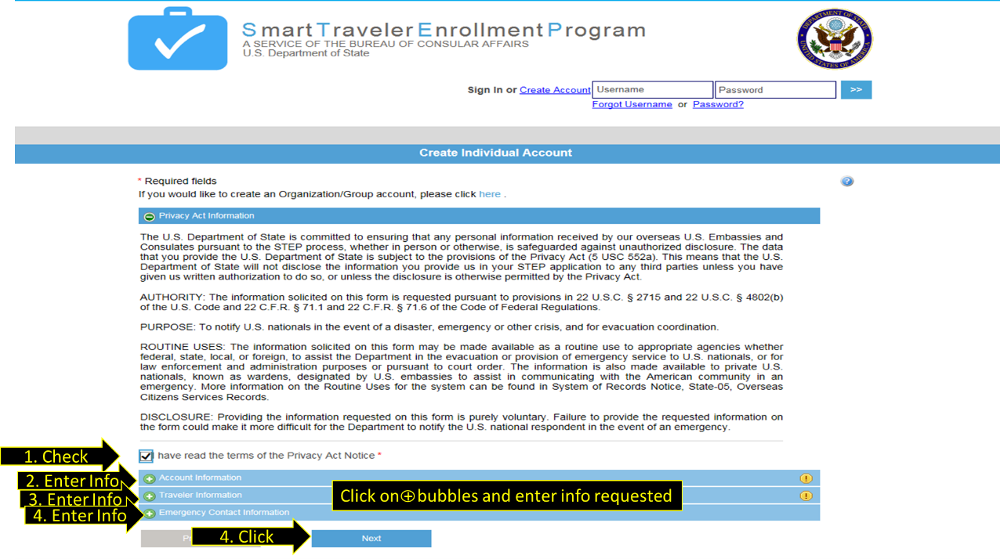 Smart Traveler Enrollment Program
A SERVICE OF THE BUREAU OF CONSULAR AFFAIRS
U.S. Department of State
DEPARTMENT OF STATE
UNITED STATES OF AMERICA
Sign In or Create Account Username Password >>
Forgot Username or Password?
Create Individual Account
* Required fields ?
If you would like to create an Organization/Group account, please click here .
Privacy Act Information
The U.S. Department of State is committed to ensuring that any personal information received by our overseas U.S. Embassies and
Consulates pursuant to the STEP process, whether in person or otherwise, is safeguarded against unauthorized disclosure. The data
that you provide the U.S. Department of State is subject to the provisions of the Privacy Act (5 USC 552a). This means that the U.S.
Department of State will not disclose the information you provide us in your STEP application to any third parties unless you have
given us written authorization to do so, or unless the disclosure is otherwise permitted by the Privacy Act.
AUTHORITY: The information solicited on this form is requested pursuant to provisions in 22 U.S.C. § 2715 and 22 U.S.C. § 4802(b)
of the U.S. Code and 22 C.F.R. § 71.1 and 22 C.F.R. § 71.6 of the Code of Federal Regulations.
PURPOSE: To notify U.S. nationals in the event of a disaster, emergency or other crisis, and for evacuation coordination.
ROUTINE USES: The information solicited on this form may be made available as a routine use to appropriate agencies whether
federal, state, local, or foreign, to assist the Department in the evacuation or provision of emergency service to U.S. nationals, or for
law enforcement and administration purposes or pursuant to court order. The information is also made available to private U.S.
nationals, known as wardens, designated by U.S. embassies to assist in communicating with the American community in an
emergency. More information on the Routine Uses for the system can be found in System of Records Notice, State-05, Overseas
Citizens Services Records.
DISCLOSURE: Providing the information requested on this form is purely voluntary. Failure to provide the requested information on
the form could make it more difficult for the Department to notify the U.S. national respondent in the event of an emergency.
1. Check have read the terms of the Privacy Act Notice *
2. Enter Info Account Information !
3. Enter Info Traveler Information !
Click on⊕bubbles and enter info requested
4. Enter Info Emergency Contact Information
4. Click Next